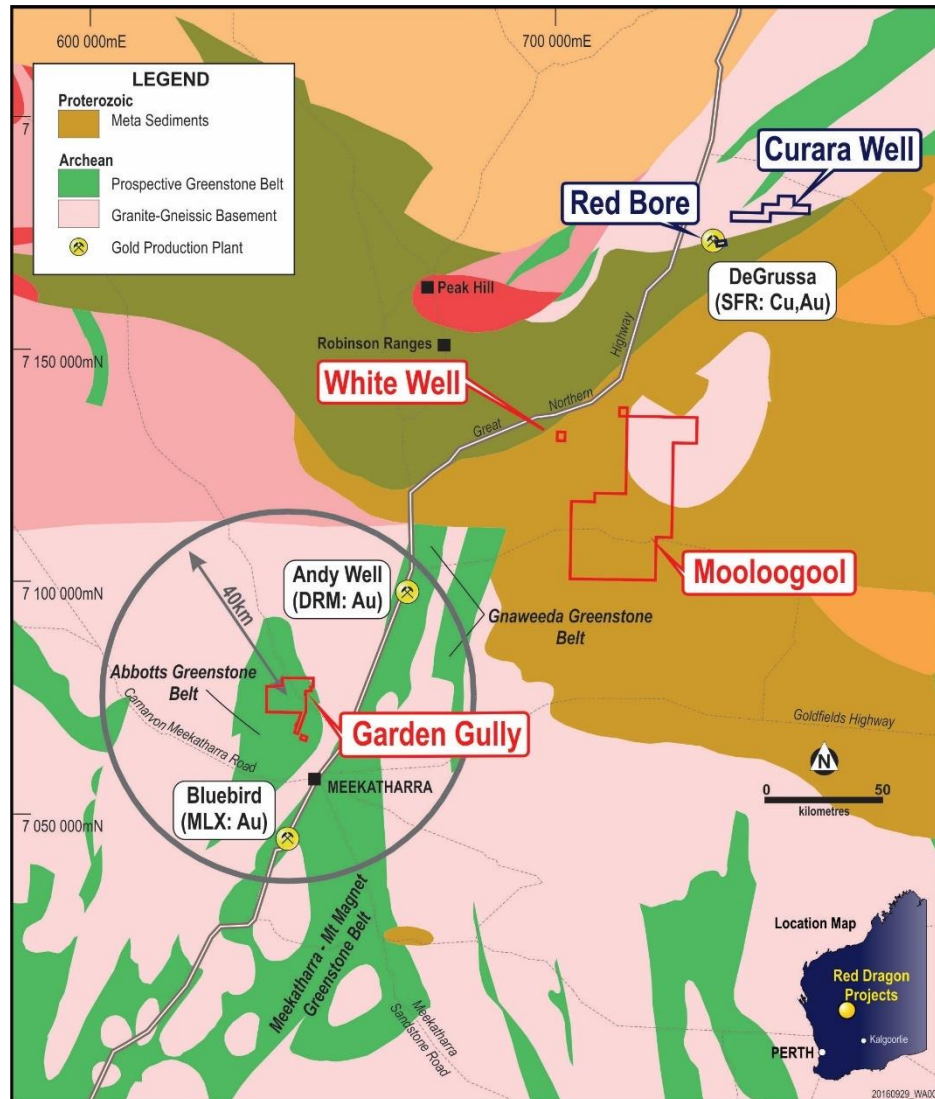 600 000mE
700 000mE
LEGEND
Proterozoic
Meta Sediments
Archean
Prospective Greenstone Belt
Granite-Gneissic Basement
Gold Production Plant
7
Curara Well
Red Bore
DeGrussa
(SFR: Cu,Au)
Peak Hill
Robinson Ranges
7 150 000mN
White Well
Great Northern Highway
Mooloogool
Andy Well
(DRM: Au)
7 100 000mN
40km
Gnaweeda Greenstone
Belt
Abbotts Greenstone
Belt
Carnarvon Meekatharra Road
Garden Gully
Goldfields Highway
N
0 50
kilometres
MEEKATHARRA
Bluebird
(MLX: Au)
7 050 000mN
Meekatharra - Mt Magnet
Greenstone Belt
Meekatharra
Sandstone Road
Location Map
Red Dragon
Projects
Kalgoorlie
PERTH
20160929_WA00